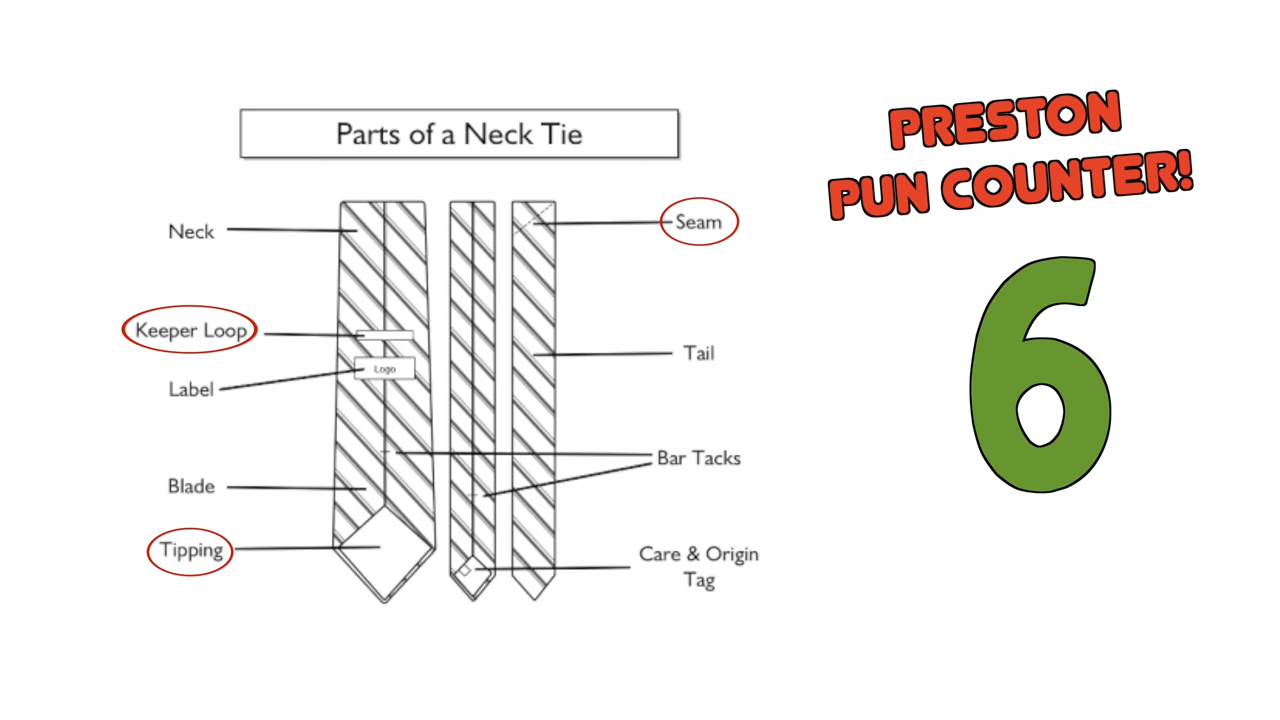 Parts of a Neck Tie
Neck
Keeper Loop
Label
Blade
Tipping
Logo
Seam
Tail
Bar Tacks
Care & Origin
Tag
PRESTON
PUN COUNTER!
6